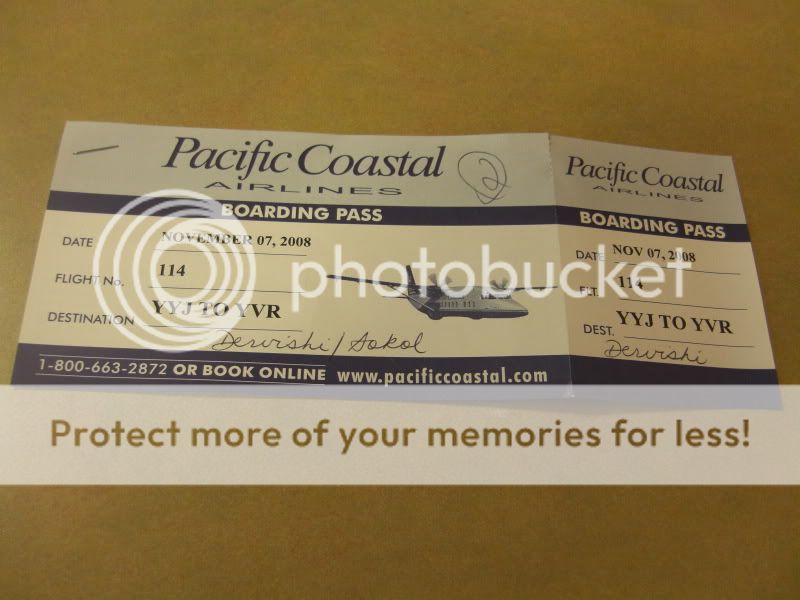 Pacific Coastal
AIRLINES
2
BOARDING PASS
DATE NOVEMBER 07, 2008
FLIGHT No. 114
DESTINATION YYJ TO YVR
Dervishi/Sokol
1-800-663-2872 OR BOOK ONLINE www.pacificcoastal.com
Pacific Coastal
AIRLINES
BOARDING PASS
DATE NOV 07, 2008
FLT. 114
DEST. YYJ TO YVR
Dervishi
photobucket
Protect more of your memories for less!